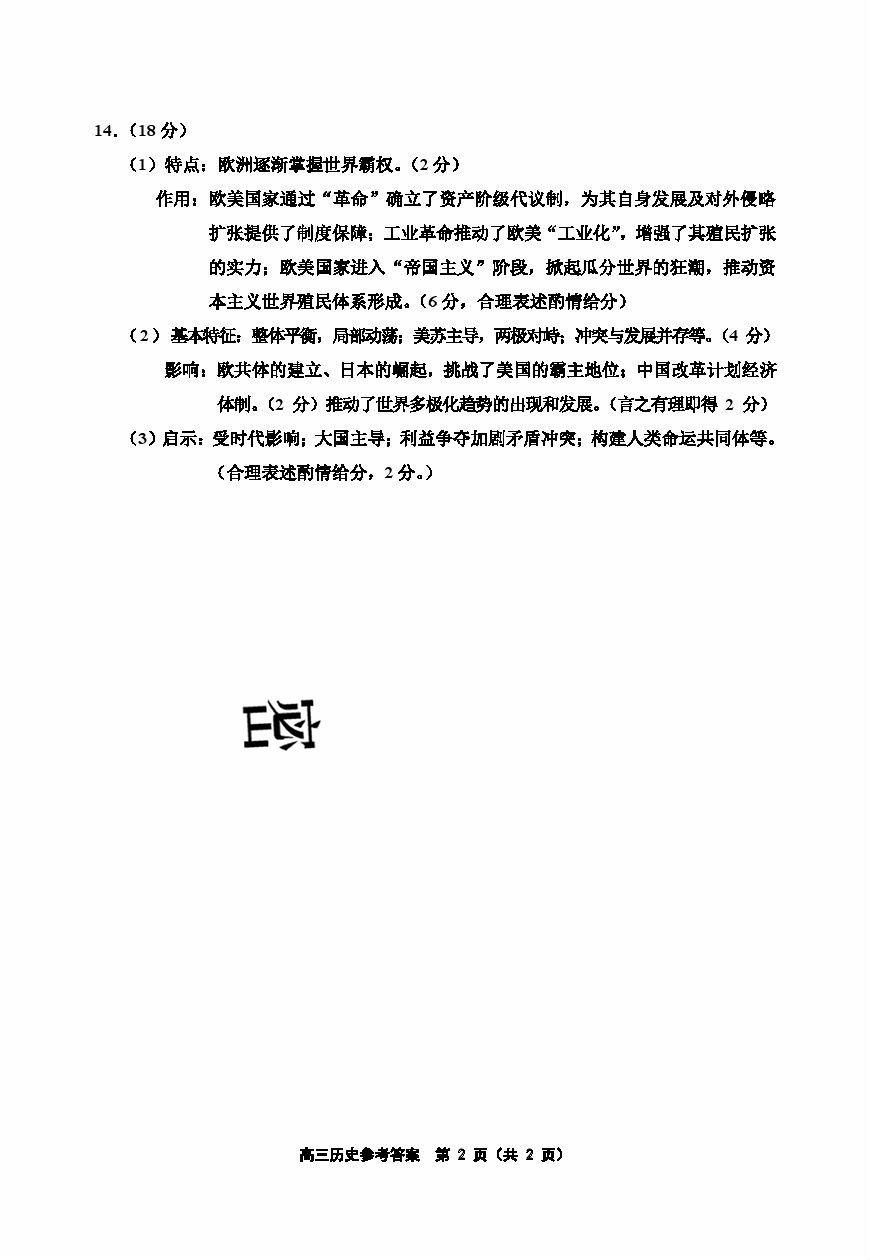 14.（18 分）
（1）特点：欧洲逐渐掌握世界霸权。（2 分）
作用：欧美国家通过“革命”确立了资产阶级代议制，为其自身发展及对外侵略
扩张提供了制度保障；工业革命推动了欧美“工业化”，增强了其殖民扩张
的实力；欧美国家进入“帝国主义”阶段，掀起瓜分世界的狂潮，推动资
本主义世界殖民体系形成。（6 分，合理表述酌情给分）
（2）基本特征：整体平衡，局部动荡；美苏主导，两极对峙；冲突与发展并存等。（4 分）
影响：欧共体的建立、日本的崛起，挑战了美国的霸主地位；中国改革计划经济
体制。（2 分）推动了世界多极化趋势的出现和发展。（言之有理即得 2 分）
（3）启示：受时代影响；大国主导；利益争夺加剧矛盾冲突；构建人类命运共同体等。
（合理表述酌情给分，2 分。）
密
高三历史参考答案 第 2 页（共 2 页）